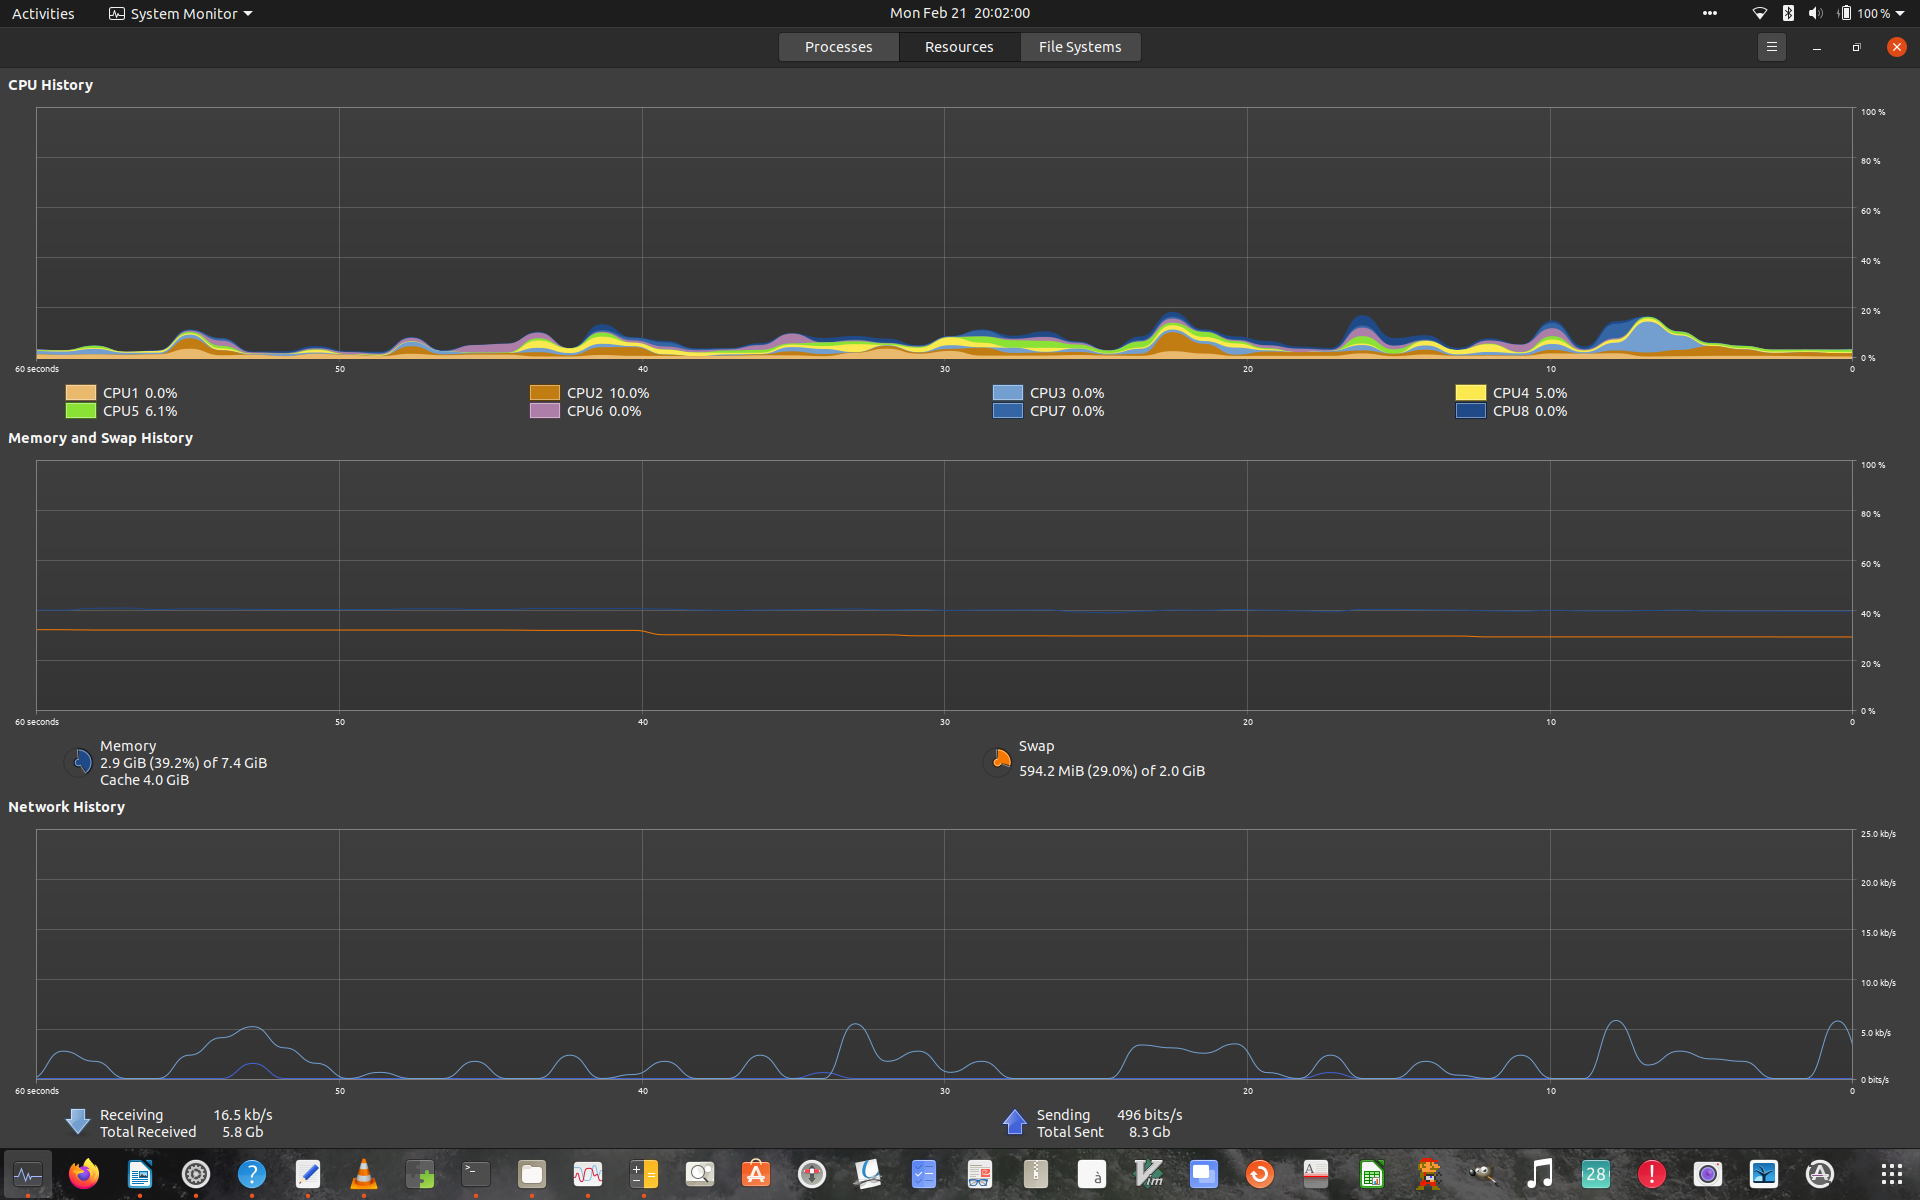 Activities System Monitor Mon Feb 21 20:02:00 100 %
Processes Resources File Systems
CPU History
100 %
80 %
60 %
40 %
20 %
0 %
60 seconds 50 40 30 20 10 0
CPU1 0.0% CPU2 10.0% CPU3 0.0% CPU4 5.0%
CPU5 6.1% CPU6 0.0% CPU7 0.0% CPU8 0.0%
Memory and Swap History
100 %
80 %
60 %
40 %
20 %
0 %
60 seconds 50 40 30 20 10 0
Memory
2.9 GiB (39.2%) of 7.4 GiB
Cache 4.0 GiB
Swap
594.2 MiB (29.0%) of 2.0 GiB
Network History
25.0 kb/s
20.0 kb/s
15.0 kb/s
10.0 kb/s
5.0 kb/s
0 bits/s
60 seconds 50 40 30 20 10 0
Receiving 16.5 kb/s
Total Received 5.8 Gb
Sending 496 bits/s
Total Sent 8.3 Gb
? >_ A à Vim A 28 ! A